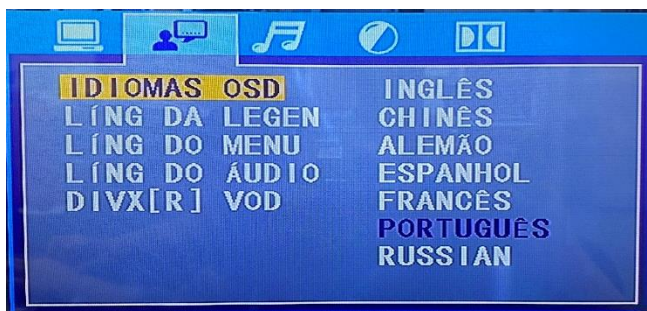 IDIOMAS OSD
LÍNG DA LEGEN
LÍNG DO MENU
LÍNG DO ÁUDIO
DIVX[R] VOD
INGLÊS
CHINÊS
ALEMÃO
ESPANHOL
FRANCÊS
PORTUGUÊS
RUSSIAN